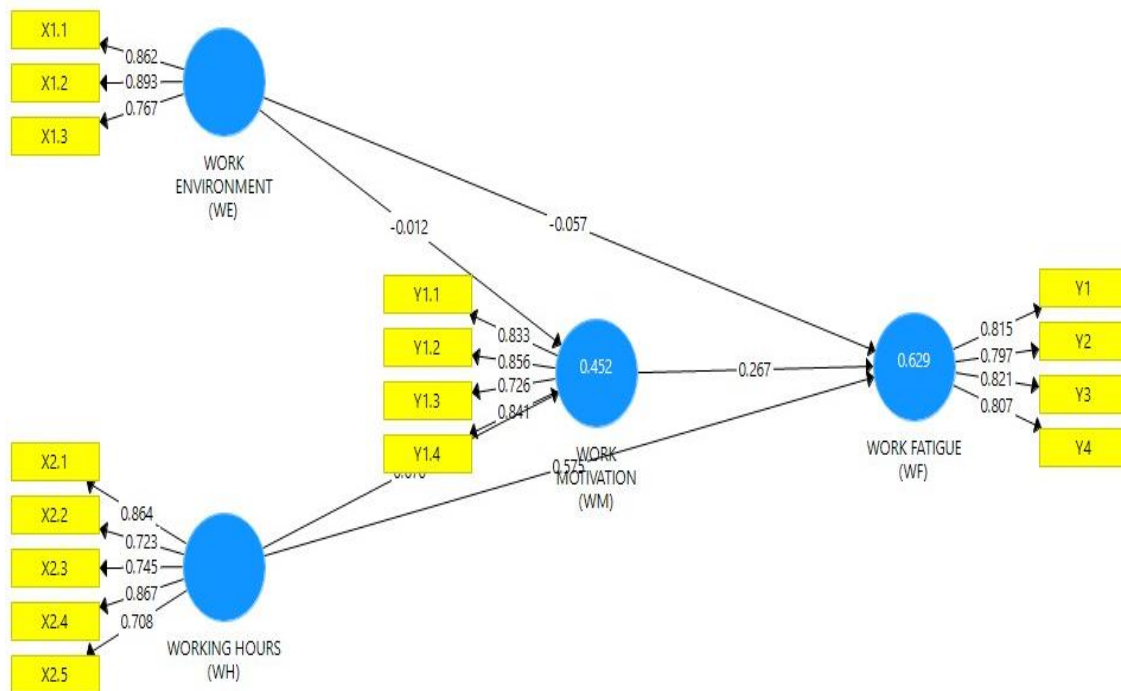 X1.1
0.862
X1.2
0.893
X1.3
0.767
WORK
ENVIRONMENT
(WE)
-0.012
-0.057
Y1.1
0.833
Y1.2
0.856
Y1.3
0.726
Y1.4
0.841
0.452
WORK
MOTIVATION
(WM)
0.267
0.629
WORK FATIGUE
(WF)
Y1
0.815
Y2
0.797
Y3
0.821
Y4
0.807
0.575
X2.1
0.864
X2.2
0.723
X2.3
0.745
X2.4
0.867
X2.5
0.708
WORKING HOURS
(WH)